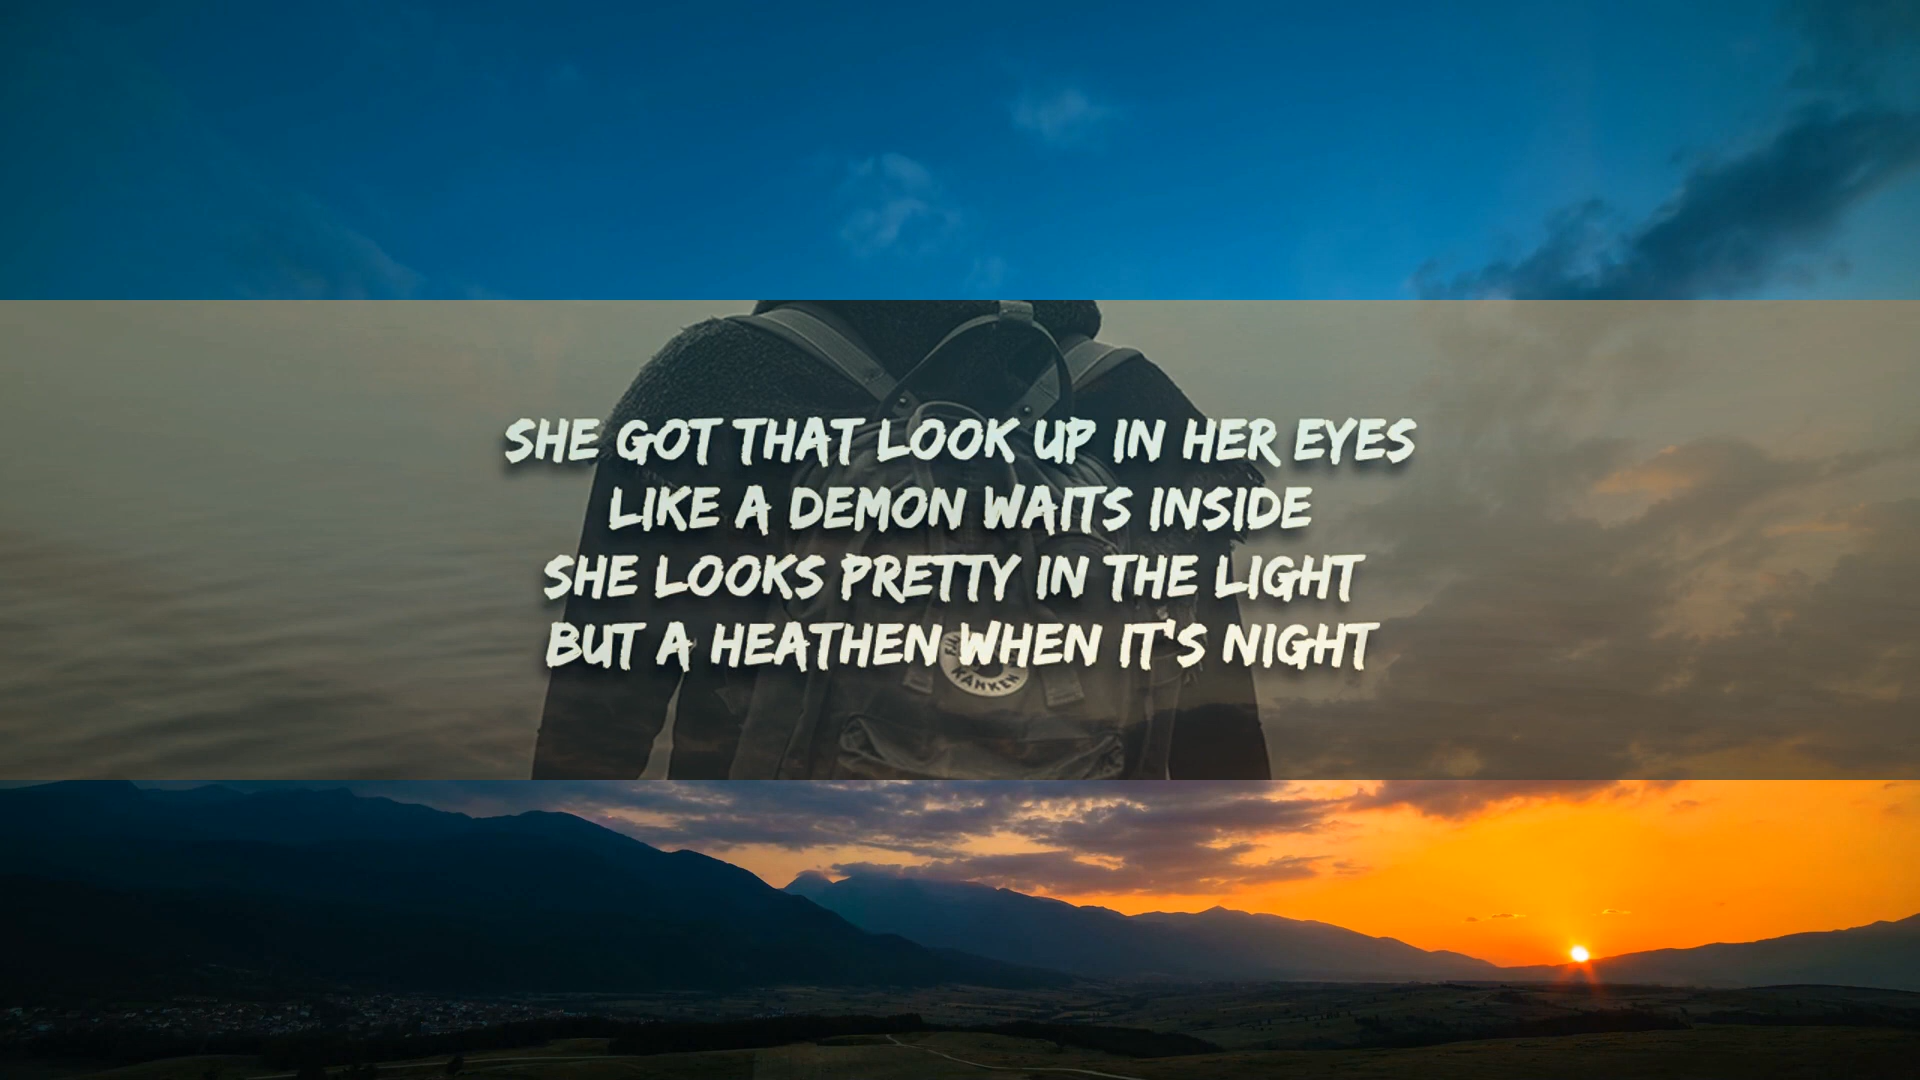 SHE GOT THAT LOOK UP IN HER EYES
LIKE A DEMON WAITS INSIDE
SHE LOOKS PRETTY IN THE LIGHT
BUT A HEATHEN WHEN IT'S NIGHT
KANKEN